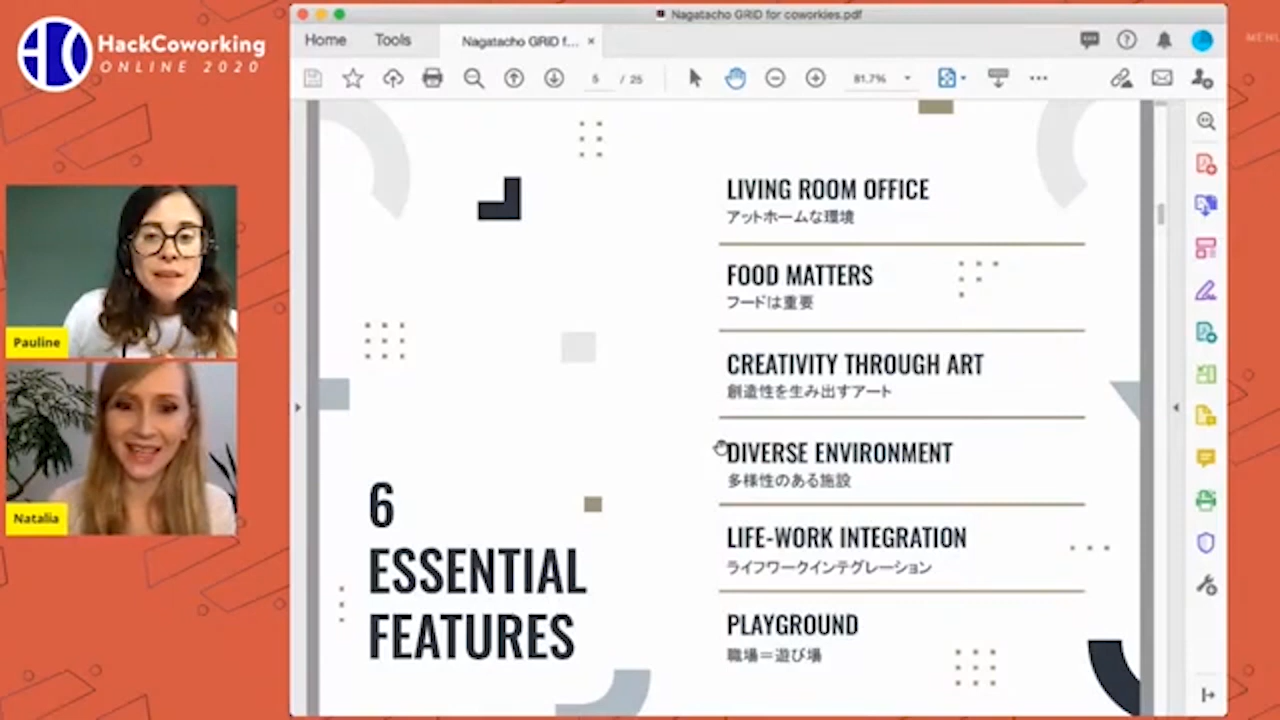 HackCoworking
ONLINE 2020
Nagatacho GRID for coworkies.pdf
MENU
Home
Tools
Nagatacho GRID f... ×
5 / 25
81.7%
LIVING ROOM OFFICE
アットホームな環境
FOOD MATTERS
フードは重要
CREATIVITY THROUGH ART
創造性を生み出すアート
DIVERSE ENVIRONMENT
多様性のある施設
LIFE-WORK INTEGRATION
ライフワークインテグレーション
PLAYGROUND
職場＝遊び場
6
ESSENTIAL
FEATURES
Pauline
Natalia